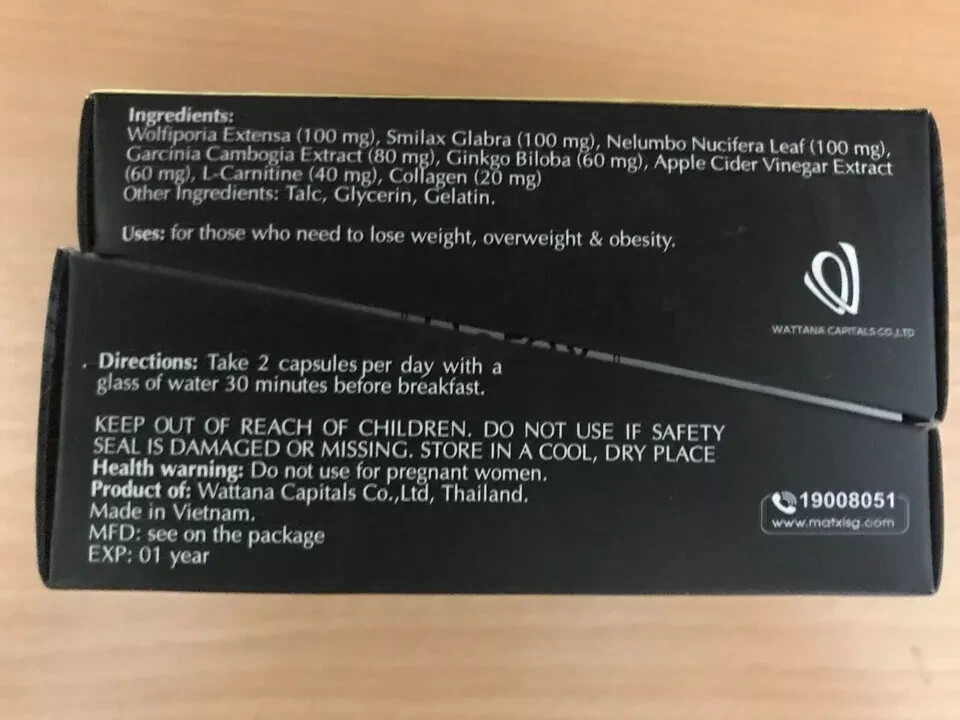 Ingredients:
Wolfiporia Extensa (100 mg), Smilax Glabra (100 mg), Nelumbo Nucifera Leaf (100 mg),
Garcinia Cambogia Extract (80 mg), Ginkgo Biloba (60 mg), Apple Cider Vinegar Extract
(60 mg), L-Carnitine (40 mg), Collagen (20 mg)
Other Ingredients: Talc, Glycerin, Gelatin.
Uses: for those who need to lose weight, overweight & obesity.
WATTANA CAPITALS CO.,LTD
Directions: Take 2 capsules per day with a
glass of water 30 minutes before breakfast.
KEEP OUT OF REACH OF CHILDREN. DO NOT USE IF SAFETY
SEAL IS DAMAGED OR MISSING. STORE IN A COOL, DRY PLACE
Health warning: Do not use for pregnant women.
Product of: Wattana Capitals Co.,Ltd, Thailand.
Made in Vietnam.
MFD: see on the package
EXP: 01 year
19008051
www.matxisg.com